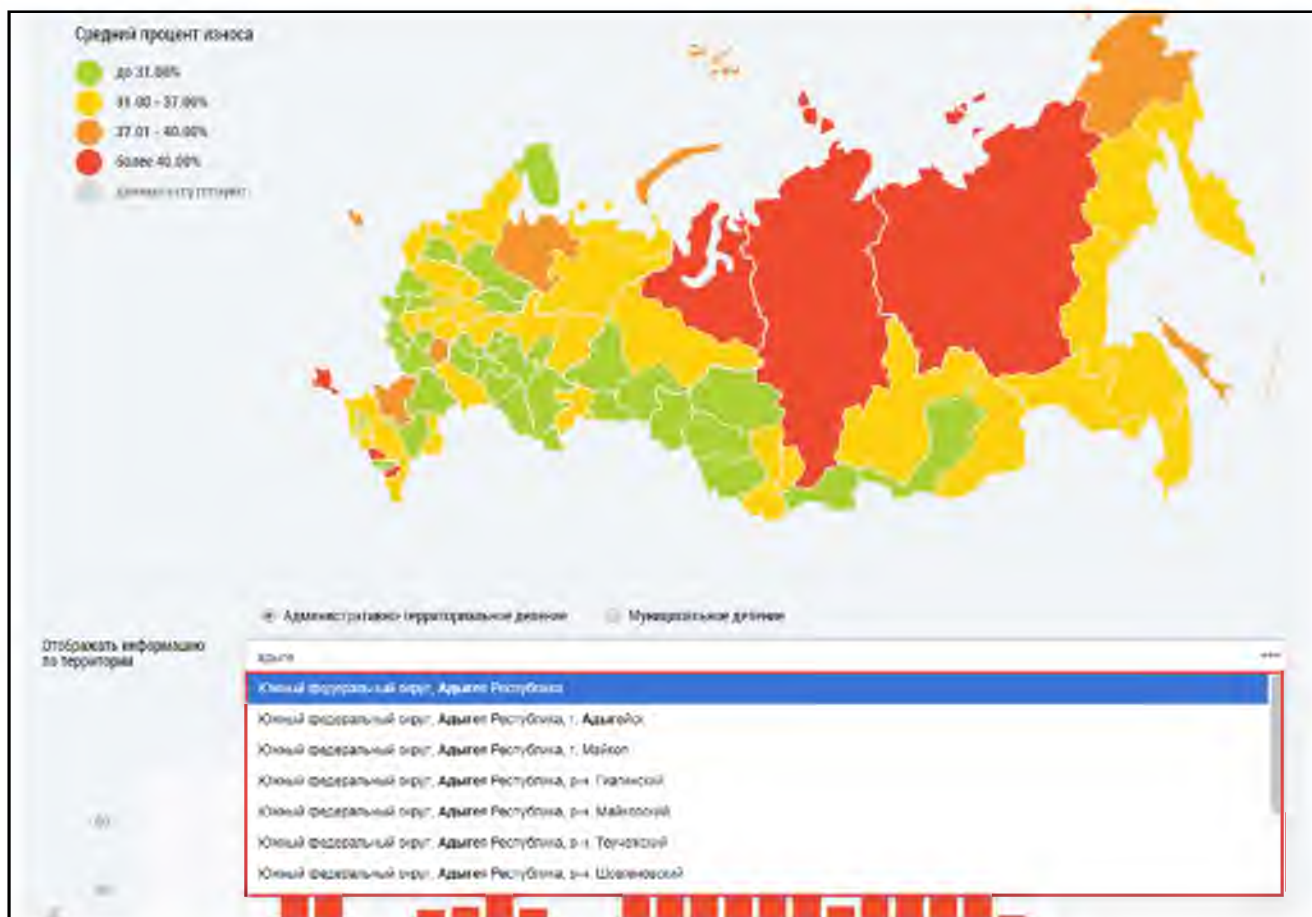 Средний процент износа
до 31.00%
31.00 - 37.00%
37.01 - 40.00%
более 40.00%
данные отсутствуют
Административно-территориальное деление Муниципальное деление
Отображать информацию
по территории
адыге
Южный федеральный округ, Адыгея Республика
Южный федеральный округ, Адыгея Республика, г. Адыгейск
Южный федеральный округ, Адыгея Республика, г. Майкоп
Южный федеральный округ, Адыгея Республика, р-н. Гиагинский
Южный федеральный округ, Адыгея Республика, р-н. Майкопский
Южный федеральный округ, Адыгея Республика, р-н. Теучежский
Южный федеральный округ, Адыгея Республика, р-н. Шовгеновский